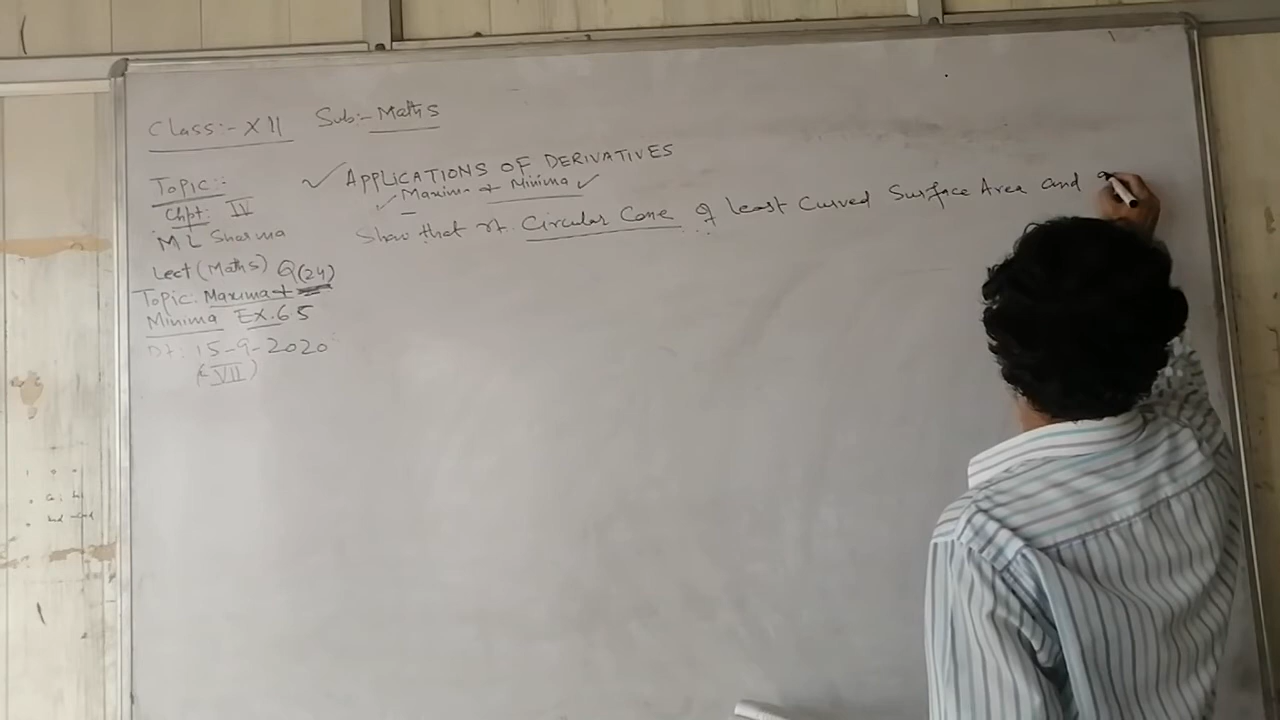 Class:- XII Sub:- Maths
Topic:-
✓ APPLICATIONS OF DERIVATIVES
Chpt: IV
✓ Maxima + Minima ✓
M L Sharma
Show that rt. Circular Cone of least Curved Surface Area and
Lect (Maths) Q(24)
Topic: Maxima +
Minima EX. 6.5
Dt: 15-9-2020
(VII)